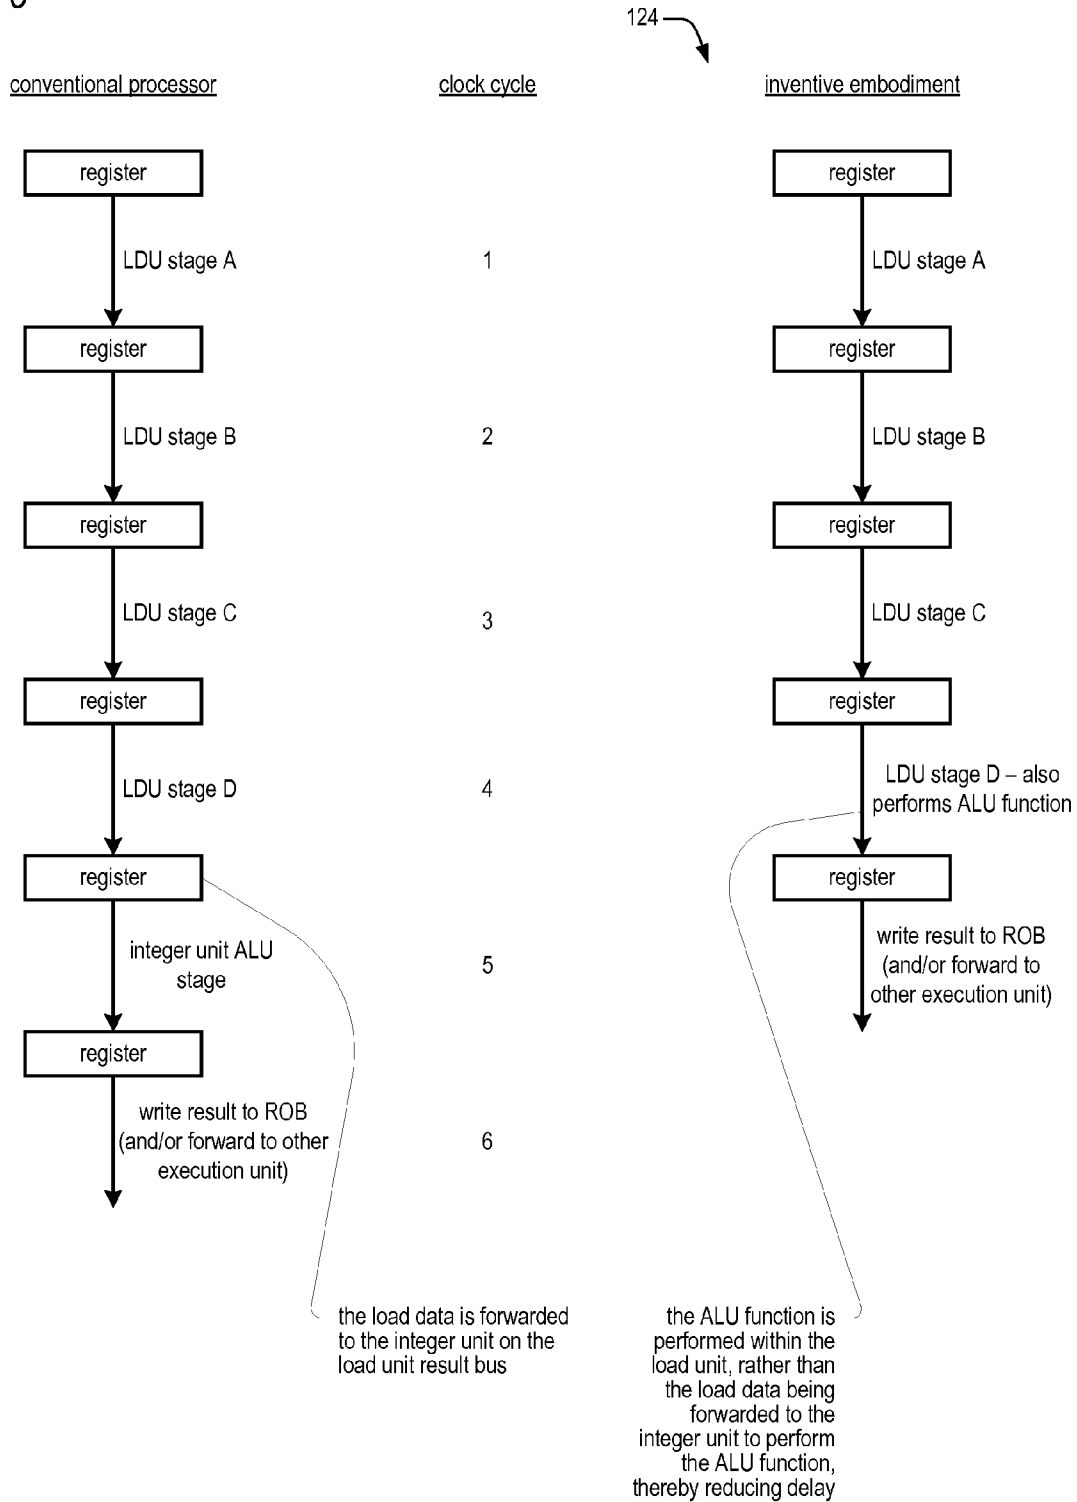 124
conventional processor
clock cycle
inventive embodiment
register
register
LDU stage A
1
LDU stage A
register
register
LDU stage B
2
LDU stage B
register
register
LDU stage C
3
LDU stage C
register
register
LDU stage D
4
LDU stage D – also
performs ALU function
register
register
integer unit ALU
stage
5
write result to ROB
(and/or forward to
other execution unit)
register
write result to ROB
(and/or forward to other
execution unit)
6
the load data is forwarded
to the integer unit on the
load unit result bus
the ALU function is
performed within the
load unit, rather than
the load data being
forwarded to the
integer unit to perform
the ALU function,
thereby reducing delay